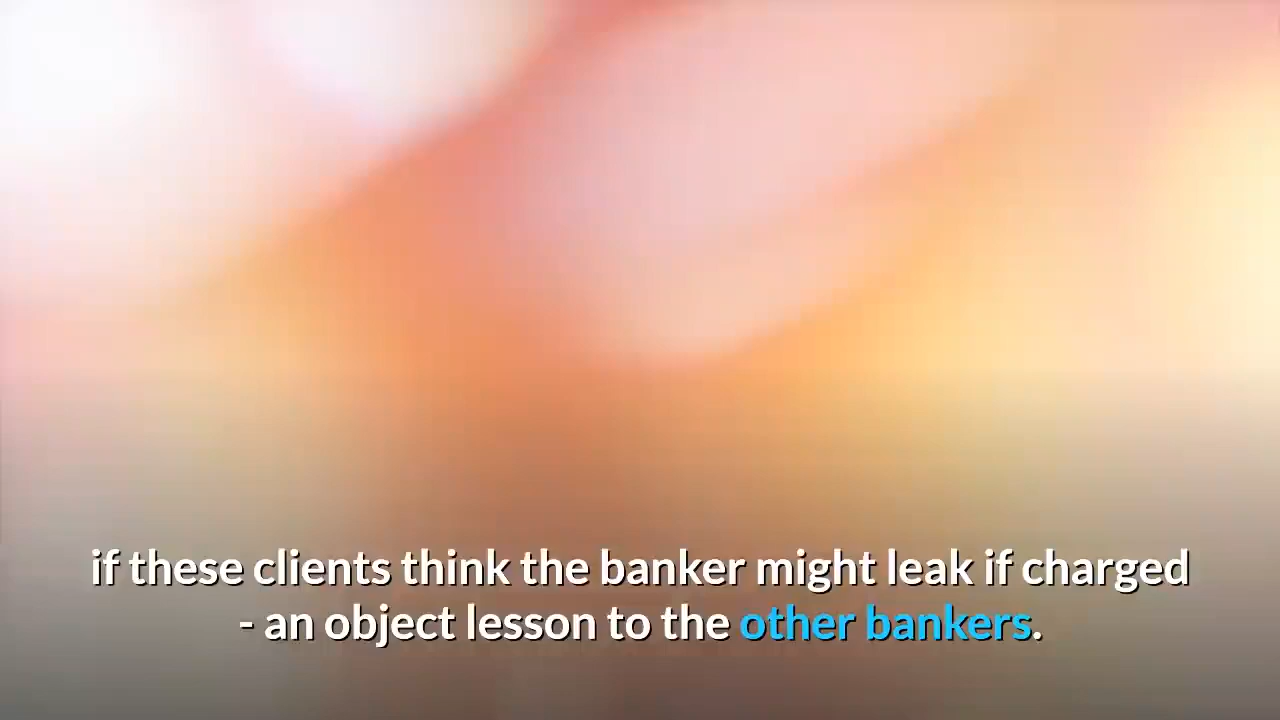 if these clients think the banker might leak if charged
- an object lesson to the other bankers.